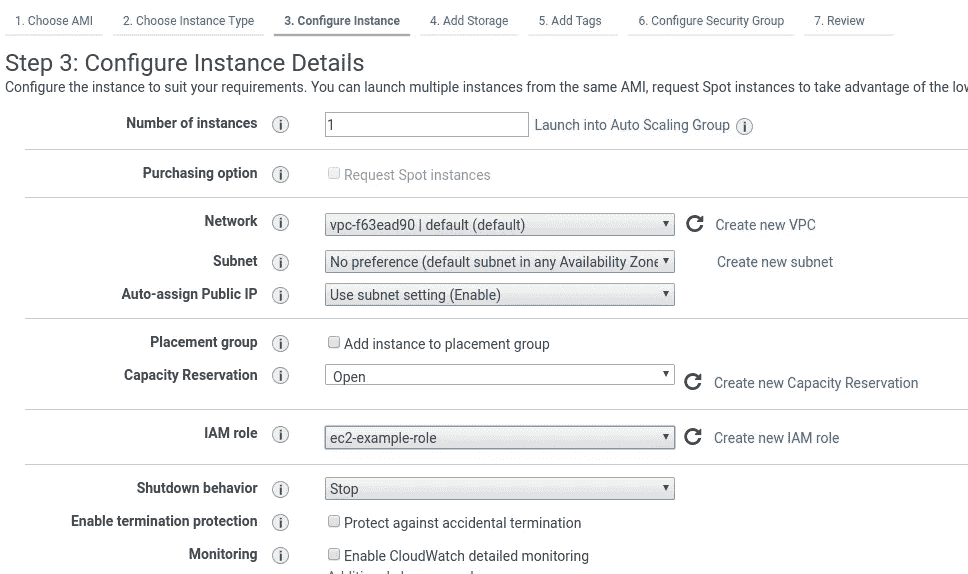 1. Choose AMI 2. Choose Instance Type 3. Configure Instance 4. Add Storage 5. Add Tags 6. Configure Security Group 7. Review
Step 3: Configure Instance Details
Configure the instance to suit your requirements. You can launch multiple instances from the same AMI, request Spot instances to take advantage of the
Number of instances i 1 Launch into Auto Scaling Group i
Purchasing option i Request Spot instances
Network i vpc-f63ead90 | default (default) Create new VPC
Subnet i No preference (default subnet in any Availability Zone Create new subnet
Auto-assign Public IP i Use subnet setting (Enable)
Placement group i Add instance to placement group
Capacity Reservation i Open Create new Capacity Reservation
IAM role i ec2-example-role Create new IAM role
Shutdown behavior i Stop
Enable termination protection i Protect against accidental termination
Monitoring i Enable CloudWatch detailed monitoring